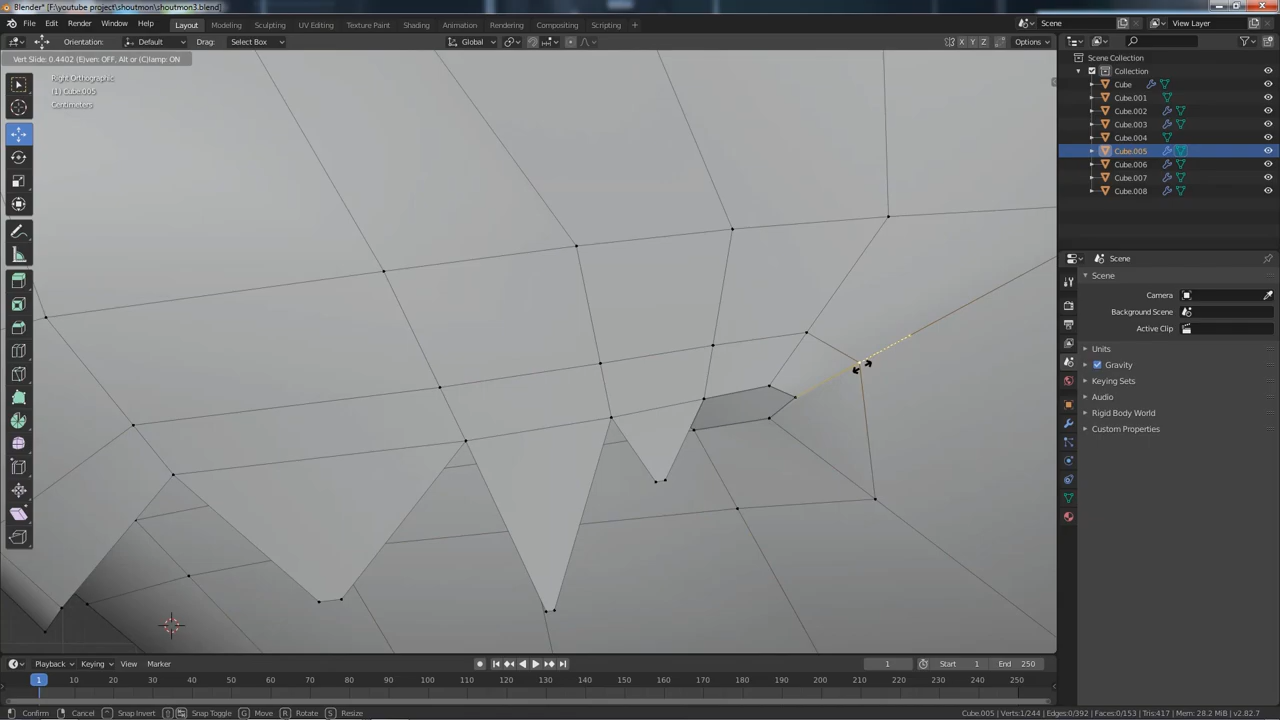 Blender* [F:\youtube project\shoutmon\shoutmon3.blend]
File Edit Render Window Help Layout Modeling Sculpting UV Editing Texture Paint Shading Animation Rendering Compositing Scripting + Scene View Layer
Orientation: Default Drag: Select Box Global X Y Z Options
Vert Slide: 0.4402 (E)ven: OFF, Alt or (C)lamp: ON
Right Orthographic
(1) Cube.005
Centimeters
Scene Collection
Collection
Cube
Cube.001
Cube.002
Cube.003
Cube.004
Cube.005
Cube.006
Cube.007
Cube.008
Scene
Scene
Camera
Background Scene
Active Clip
Units
Gravity
Keying Sets
Audio
Rigid Body World
Custom Properties
Playback Keying View Marker 1 Start 1 End 250
1 10 20 30 40 50 60 70 80 90 100 110 120 130 140 150 160 170 180 190 200 210 220 230 240 250
Confirm Cancel Snap Invert Snap Toggle G Move R Rotate S Resize Cube.005 | Verts:1/244 | Edges:0/392 | Faces:0/153 | Tris:417 | Mem: 28.2 MiB | v2.82.7